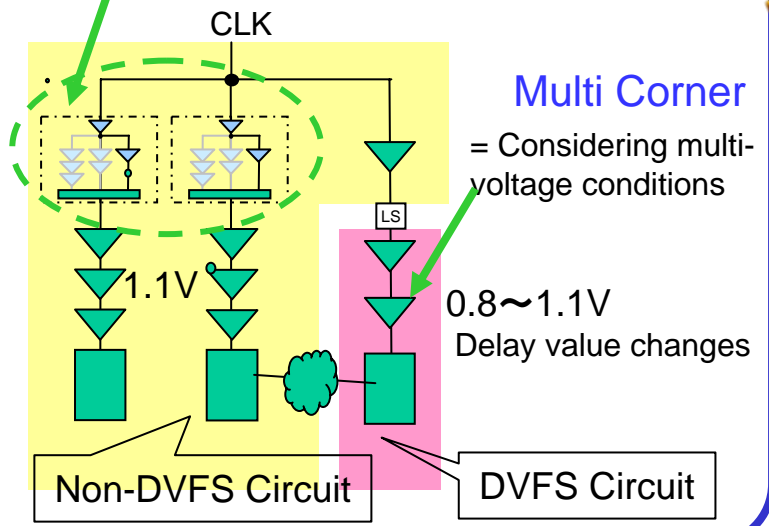 CLK
Multi Corner
= Considering multi-
voltage conditions
LS
1.1V
0.8〜1.1V
Delay value changes
Non-DVFS Circuit
DVFS Circuit